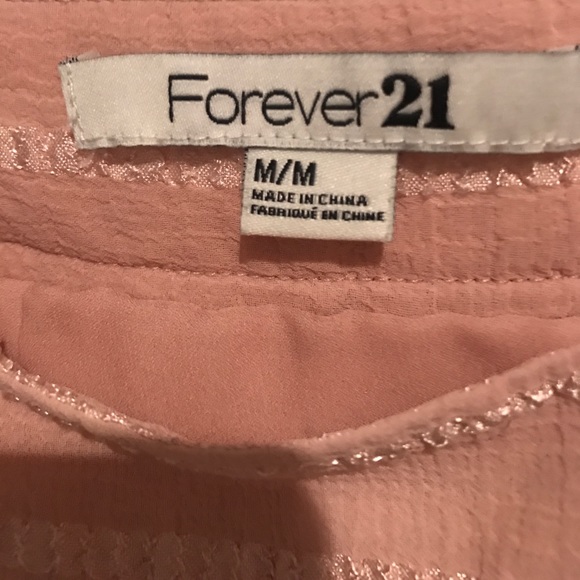 Forever21
M/M
MADE IN CHINA
FABRIQUÉ EN CHINE